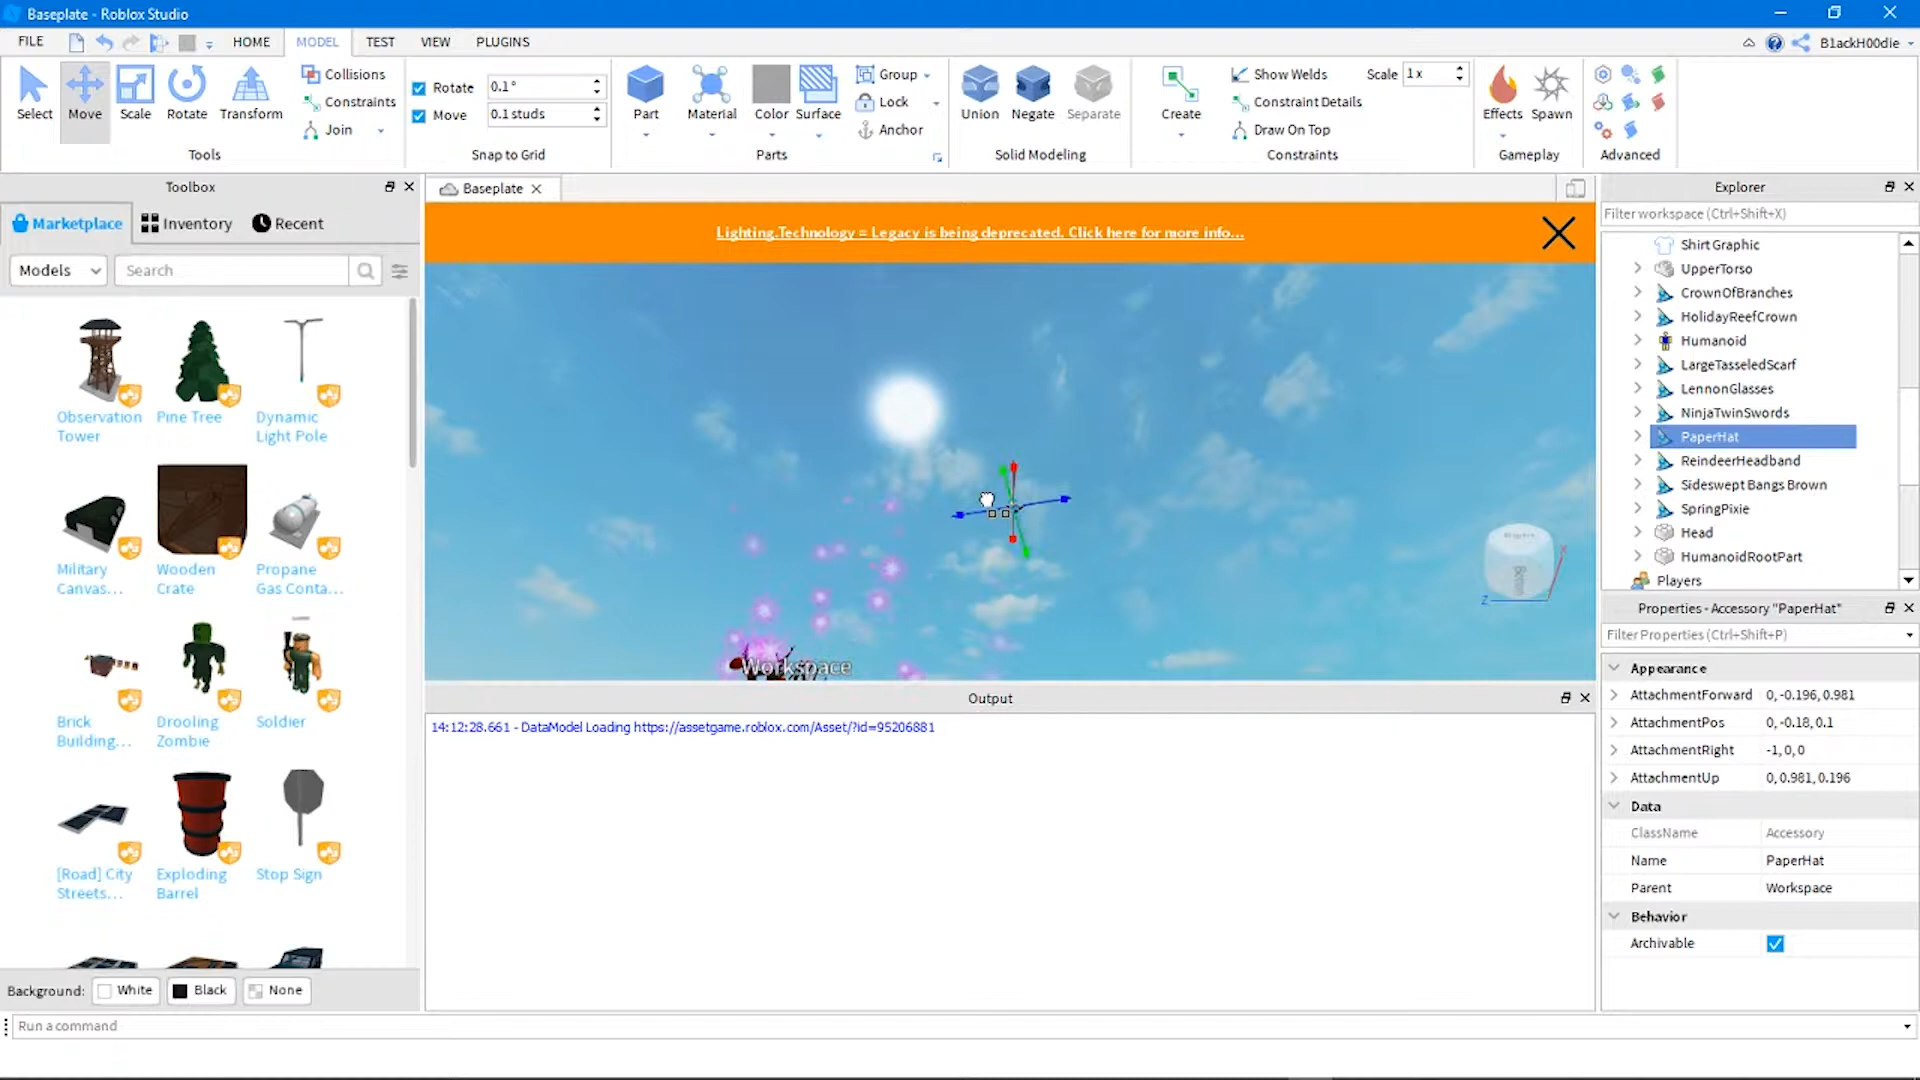 Baseplate - Roblox Studio
FILE
HOME
MODEL
TEST
VIEW
PLUGINS
B1ackH00die
Select
Move
Scale
Rotate
Transform
Collisions
Constraints
Join
Tools
Rotate
0.1 °
Move
0.1 studs
Snap to Grid
Part
Material
Color
Surface
Group
Lock
Anchor
Parts
Union
Negate
Separate
Solid Modeling
Create
Show Welds
Scale
1 x
Constraint Details
Draw On Top
Constraints
Effects
Spawn
Gameplay
Advanced
Toolbox
Marketplace
Inventory
Recent
Models
Search
Observation
Tower
Pine Tree
Dynamic
Light Pole
Military
Canvas...
Wooden
Crate
Propane
Gas Conta...
Brick
Building...
Drooling
Zombie
Soldier
[Road] City
Streets...
Exploding
Barrel
Stop Sign
Background:
White
Black
None
Baseplate
Lighting.Technology = Legacy is being deprecated. Click here for more info...
Workspace
Z
X
Output
14:12:28.661 - DataModel Loading https://assetgame.roblox.com/Asset/?id=95206881
Explorer
Filter workspace (Ctrl+Shift+X)
Shirt Graphic
UpperTorso
CrownOfBranches
HolidayReefCrown
Humanoid
LargeTasseledScarf
LennonGlasses
NinjaTwinSwords
PaperHat
ReindeerHeadband
Sideswept Bangs Brown
SpringPixie
Head
HumanoidRootPart
Players
Properties - Accessory "PaperHat"
Filter Properties (Ctrl+Shift+P)
Appearance
AttachmentForward 0, -0.196, 0.981
AttachmentPos 0, -0.18, 0.1
AttachmentRight -1, 0, 0
AttachmentUp 0, 0.981, 0.196
Data
ClassName Accessory
Name PaperHat
Parent Workspace
Behavior
Archivable
Run a command